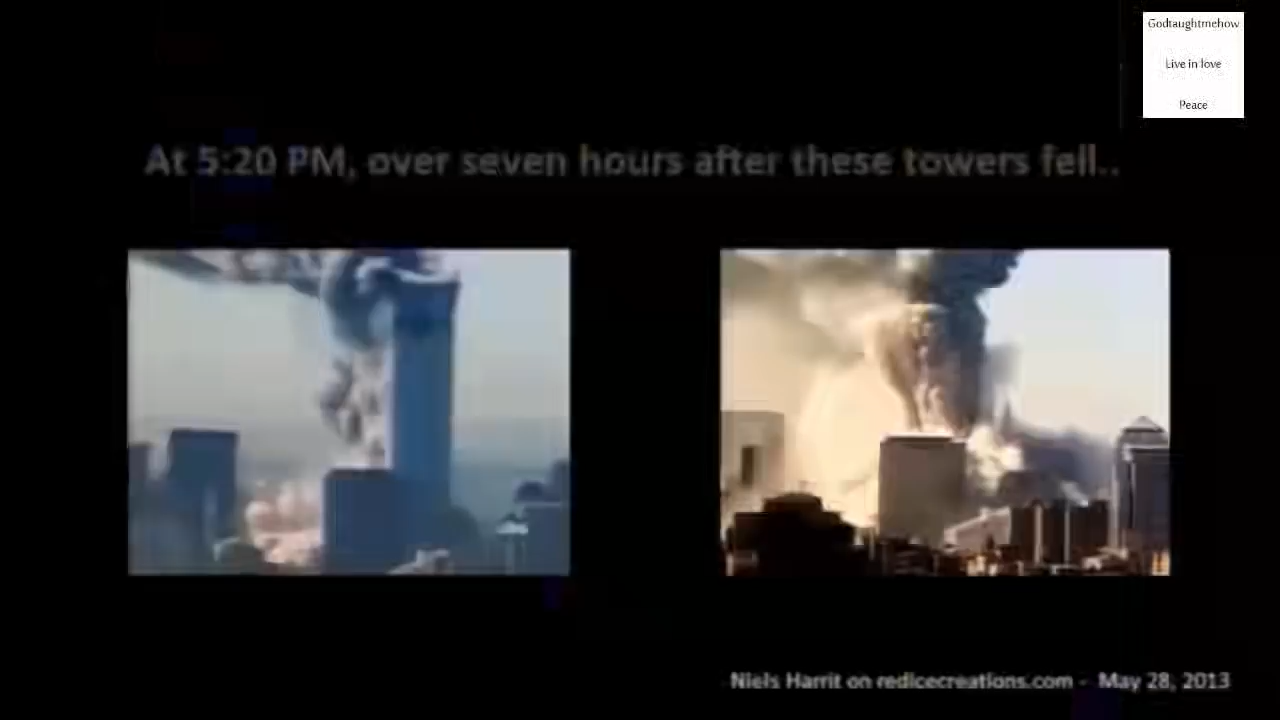 Godtaughtmehow
Live in love
Peace
At 5:20 PM, over seven hours after these towers fell..
Niels Harrit on redicecreations.com - May 28, 2013